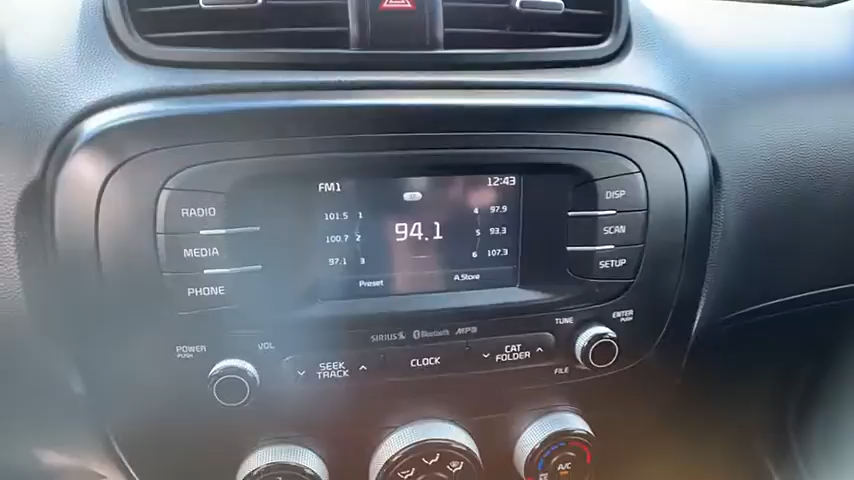 FM1 12:43
DISP
RADIO
101.5 1 4 97.9
94.1
SCAN
MEDIA
100.7 2 5 93.3
97.1 3 6 107.3
SETUP
PHONE
Preset A.Store
POWER PUSH
VOL
SIRIUS Bluetooth MP3
TUNE
ENTER PUSH
SEEK TRACK
CLOCK
CAT FOLDER
FILE
A/C